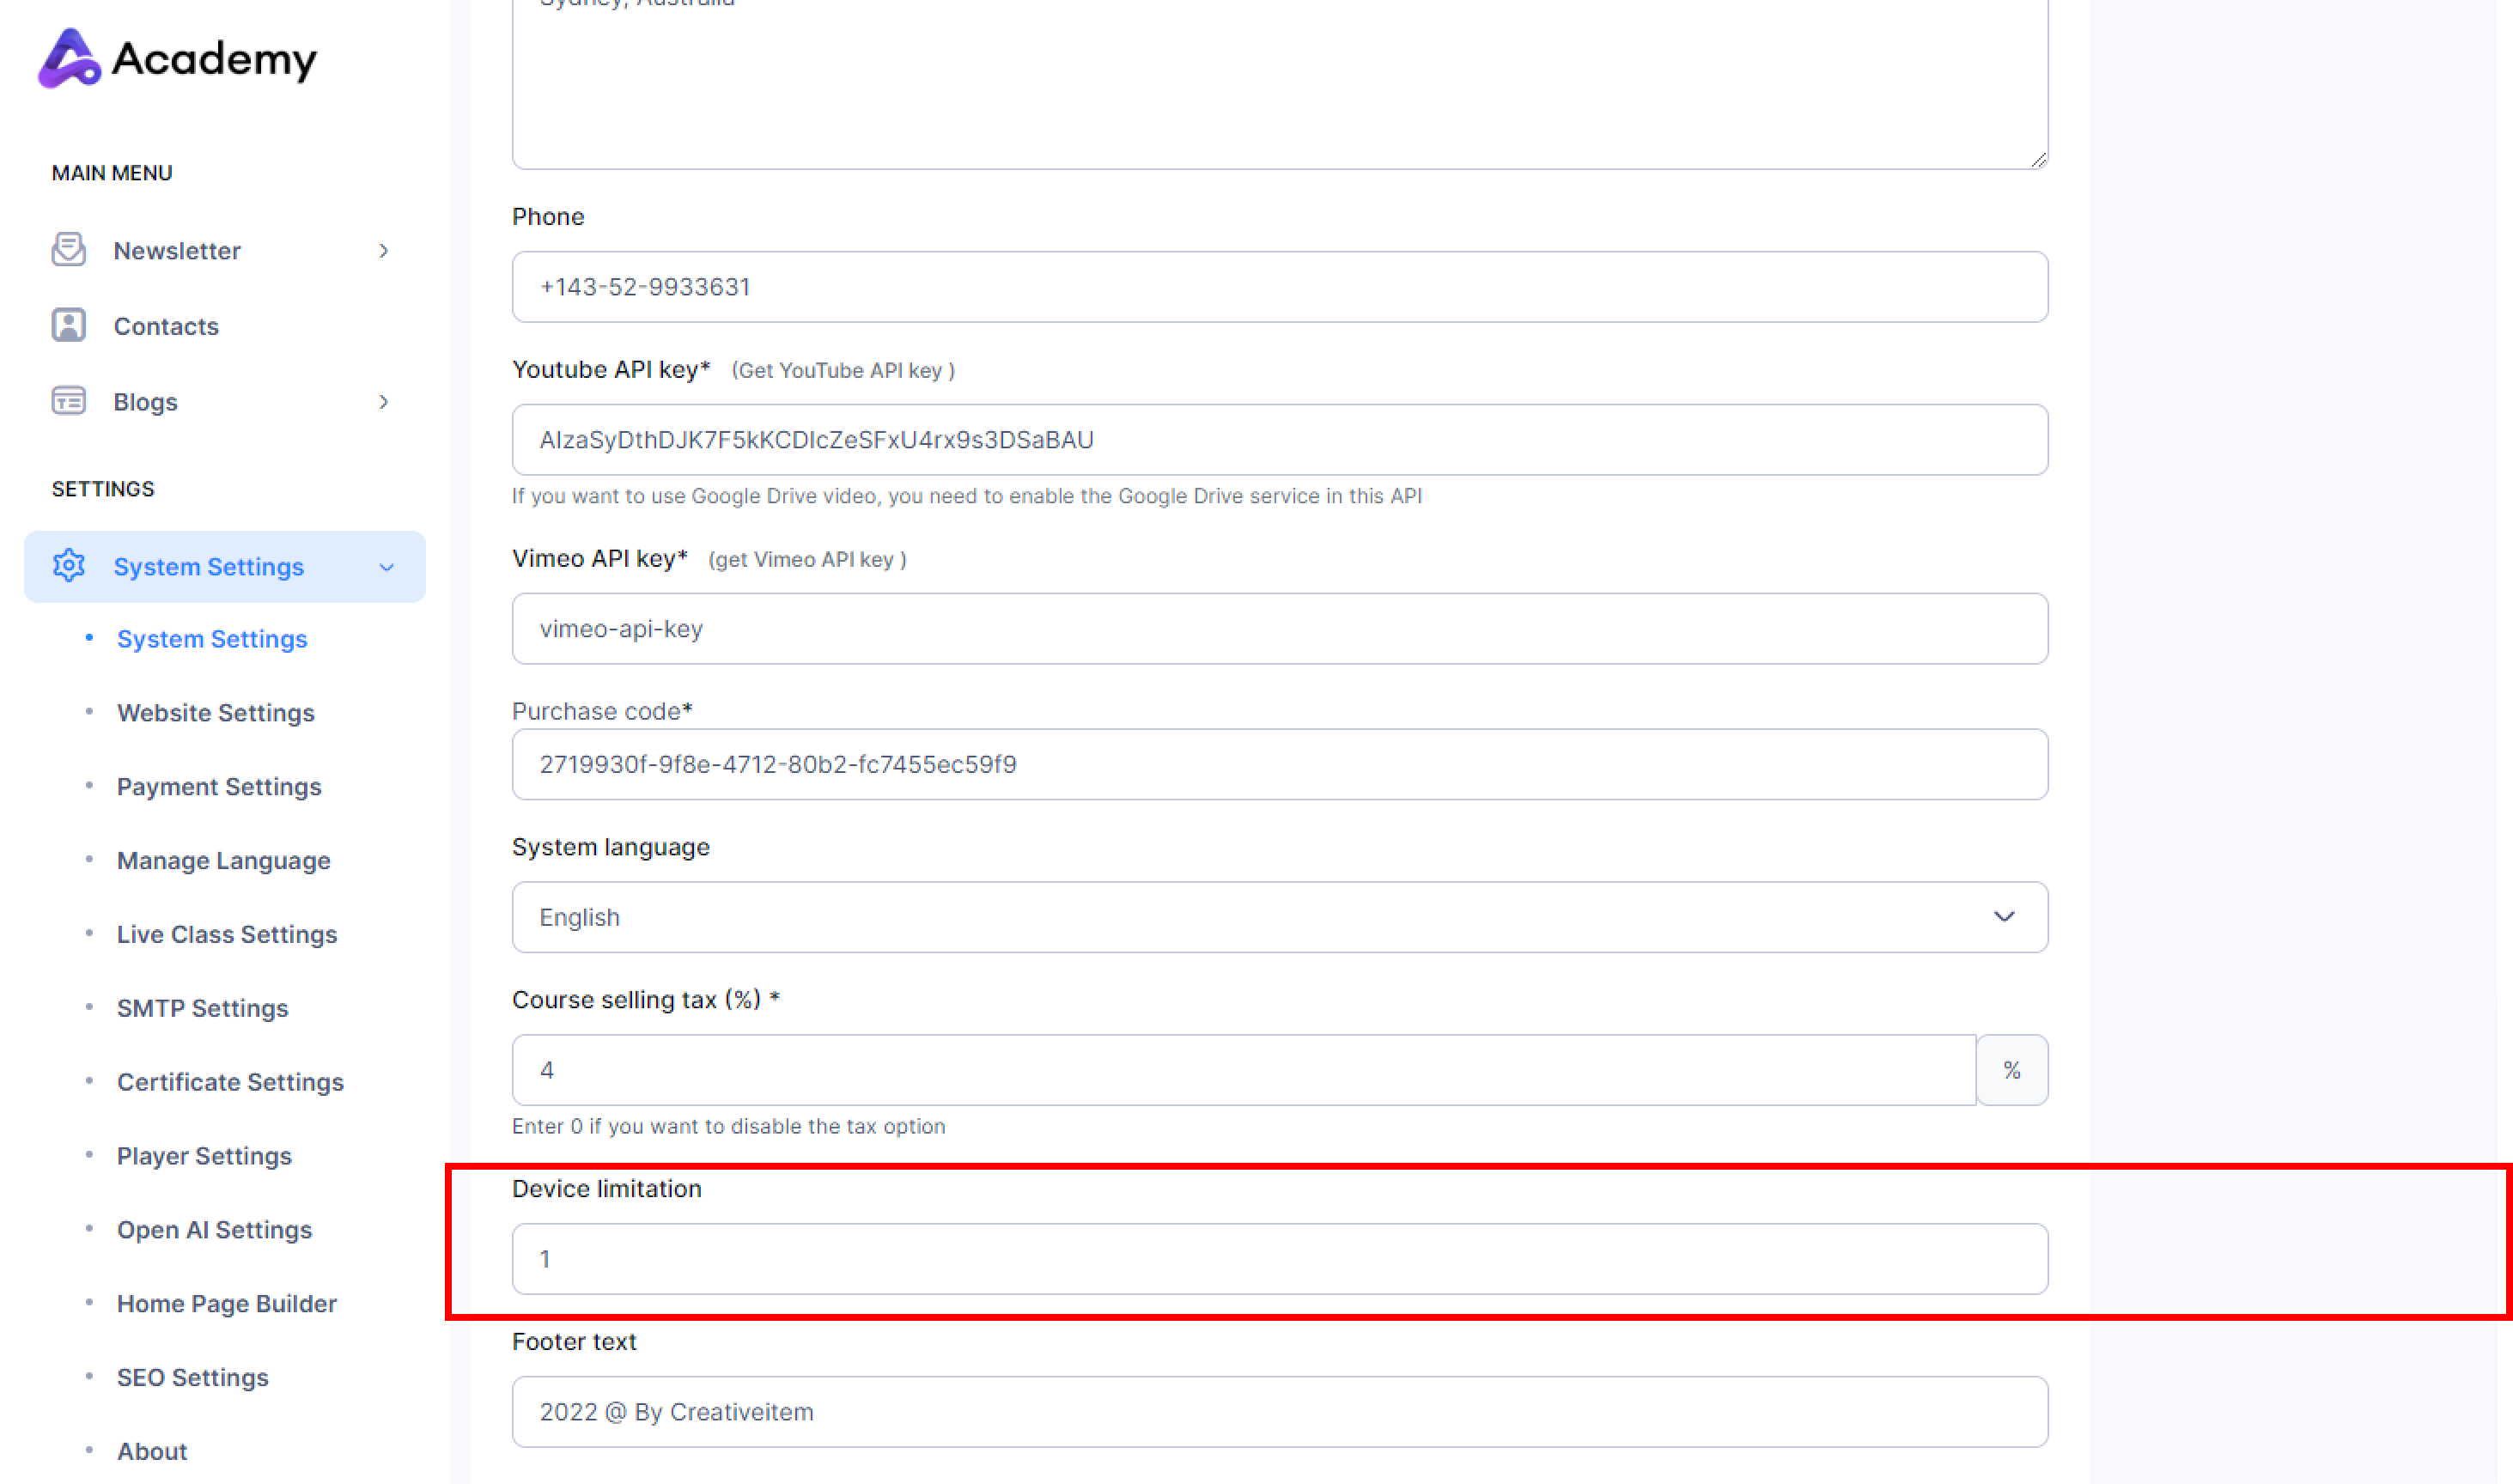 Academy
MAIN MENU
Newsletter
Contacts
Blogs
SETTINGS
System Settings
System Settings
Website Settings
Payment Settings
Manage Language
Live Class Settings
SMTP Settings
Certificate Settings
Player Settings
Open AI Settings
Home Page Builder
SEO Settings
About
Sydney, Australia
Phone
+143-52-9933631
Youtube API key* (Get YouTube API key )
AIzaSyDthDJK7F5kKCDIcZeSFxU4rx9s3DSaBAU
If you want to use Google Drive video, you need to enable the Google Drive service in this API
Vimeo API key* (get Vimeo API key )
vimeo-api-key
Purchase code*
2719930f-9f8e-4712-80b2-fc7455ec59f9
System language
English
Course selling tax (%) *
4
%
Enter 0 if you want to disable the tax option
Device limitation
1
Footer text
2022 @ By Creativeitem